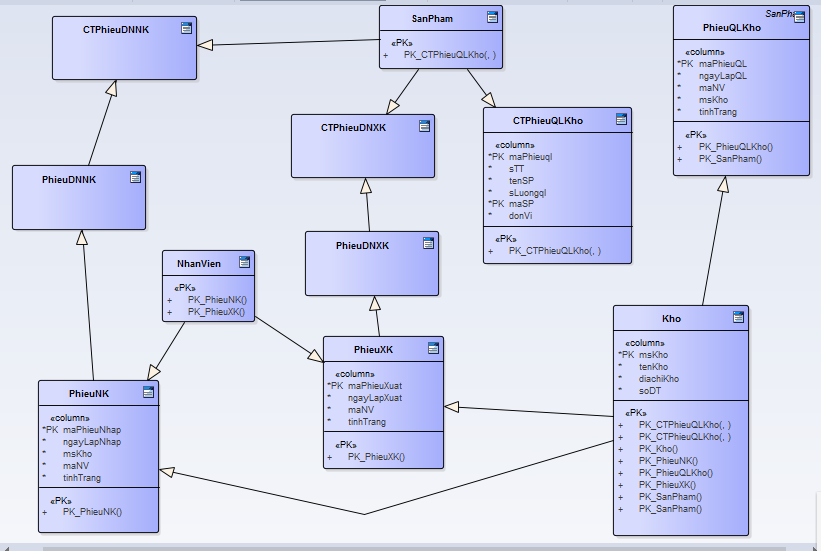 CTPhieuDNNK
SanPham
«PK»
+ PK_CTPhieuQLKho(, )
PhieuQLKho
«column»
*PK maPhieuQL
* ngayLapQL
* maNV
* msKho
* tinhTrang
«PK»
+ PK_PhieuQLKho()
+ PK_SanPham()
CTPhieuDNXK
CTPhieuQLKho
«column»
*PK maPhieuql
* sTT
* tenSP
* sLuongql
*PK maSP
* donVi
«PK»
+ PK_CTPhieuQLKho(, )
PhieuDNNK
PhieuDNXK
NhanVien
«PK»
+ PK_PhieuNK()
+ PK_PhieuXK()
Kho
«column»
*PK msKho
* tenKho
* diachiKho
* soDT
«PK»
+ PK_CTPhieuQLKho(, )
+ PK_CTPhieuQLKho(, )
+ PK_Kho()
+ PK_PhieuNK()
+ PK_PhieuQLKho()
+ PK_PhieuXK()
+ PK_SanPham()
+ PK_SanPham()
PhieuXK
«column»
*PK maPhieuXuat
* ngayLapXuat
* maNV
* tinhTrang
«PK»
+ PK_PhieuXK()
PhieuNK
«column»
*PK maPhieuNhap
* ngayLapNhap
* msKho
* maNV
* tinhTrang
«PK»
+ PK_PhieuNK()